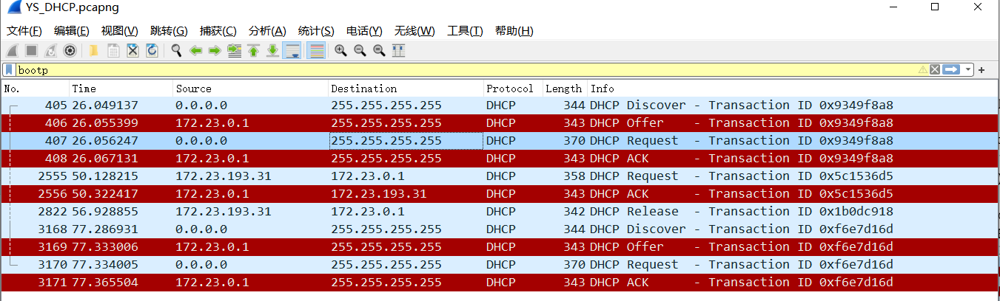 YS_DHCP.pcapng
文件(F) 编辑(E) 视图(V) 跳转(G) 捕获(C) 分析(A) 统计(S) 电话(Y) 无线(W) 工具(T) 帮助(H)
bootp
No. Time Source Destination Protocol Length Info
405 26.049137 0.0.0.0 255.255.255.255 DHCP 344 DHCP Discover - Transaction ID 0x9349f8a8
406 26.055399 172.23.0.1 255.255.255.255 DHCP 343 DHCP Offer - Transaction ID 0x9349f8a8
407 26.056247 0.0.0.0 255.255.255.255 DHCP 370 DHCP Request - Transaction ID 0x9349f8a8
408 26.067131 172.23.0.1 255.255.255.255 DHCP 343 DHCP ACK - Transaction ID 0x9349f8a8
2555 50.128215 172.23.193.31 172.23.0.1 DHCP 358 DHCP Request - Transaction ID 0x5c1536d5
2556 50.322417 172.23.0.1 172.23.193.31 DHCP 343 DHCP ACK - Transaction ID 0x5c1536d5
2822 56.928855 172.23.193.31 172.23.0.1 DHCP 342 DHCP Release - Transaction ID 0x1b0dc918
3168 77.286931 0.0.0.0 255.255.255.255 DHCP 344 DHCP Discover - Transaction ID 0xf6e7d16d
3169 77.333006 172.23.0.1 255.255.255.255 DHCP 343 DHCP Offer - Transaction ID 0xf6e7d16d
3170 77.334005 0.0.0.0 255.255.255.255 DHCP 370 DHCP Request - Transaction ID 0xf6e7d16d
3171 77.365504 172.23.0.1 255.255.255.255 DHCP 343 DHCP ACK - Transaction ID 0xf6e7d16d